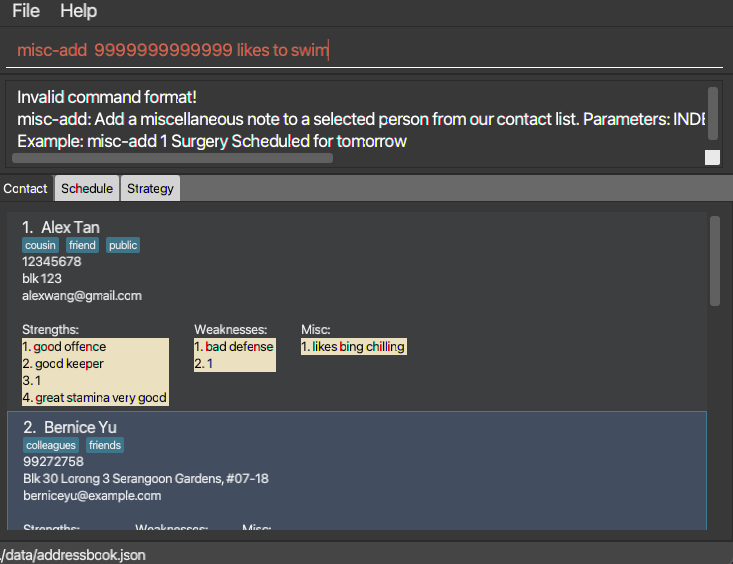 File Help
misc-add 9999999999999 likes to swim
Invalid command format!
misc-add: Add a miscellaneous note to a selected person from our contact list. Parameters: INDE
Example: misc-add 1 Surgery Scheduled for tomorrow
Contact Schedule Strategy
1. Alex Tan
cousin friend public
12345678
blk 123
alexwang@gmail.com
Strengths: Weaknesses: Misc:
1. good offence 1. bad defense 1. likes bing chilling
2. good keeper 2. 1
3. 1
4. great stamina very good
2. Bernice Yu
colleagues friends
99272758
Blk 30 Lorong 3 Serangoon Gardens, #07-18
berniceyu@example.com
Strengths: Weaknesses: Misc:
./data/addressbook.json